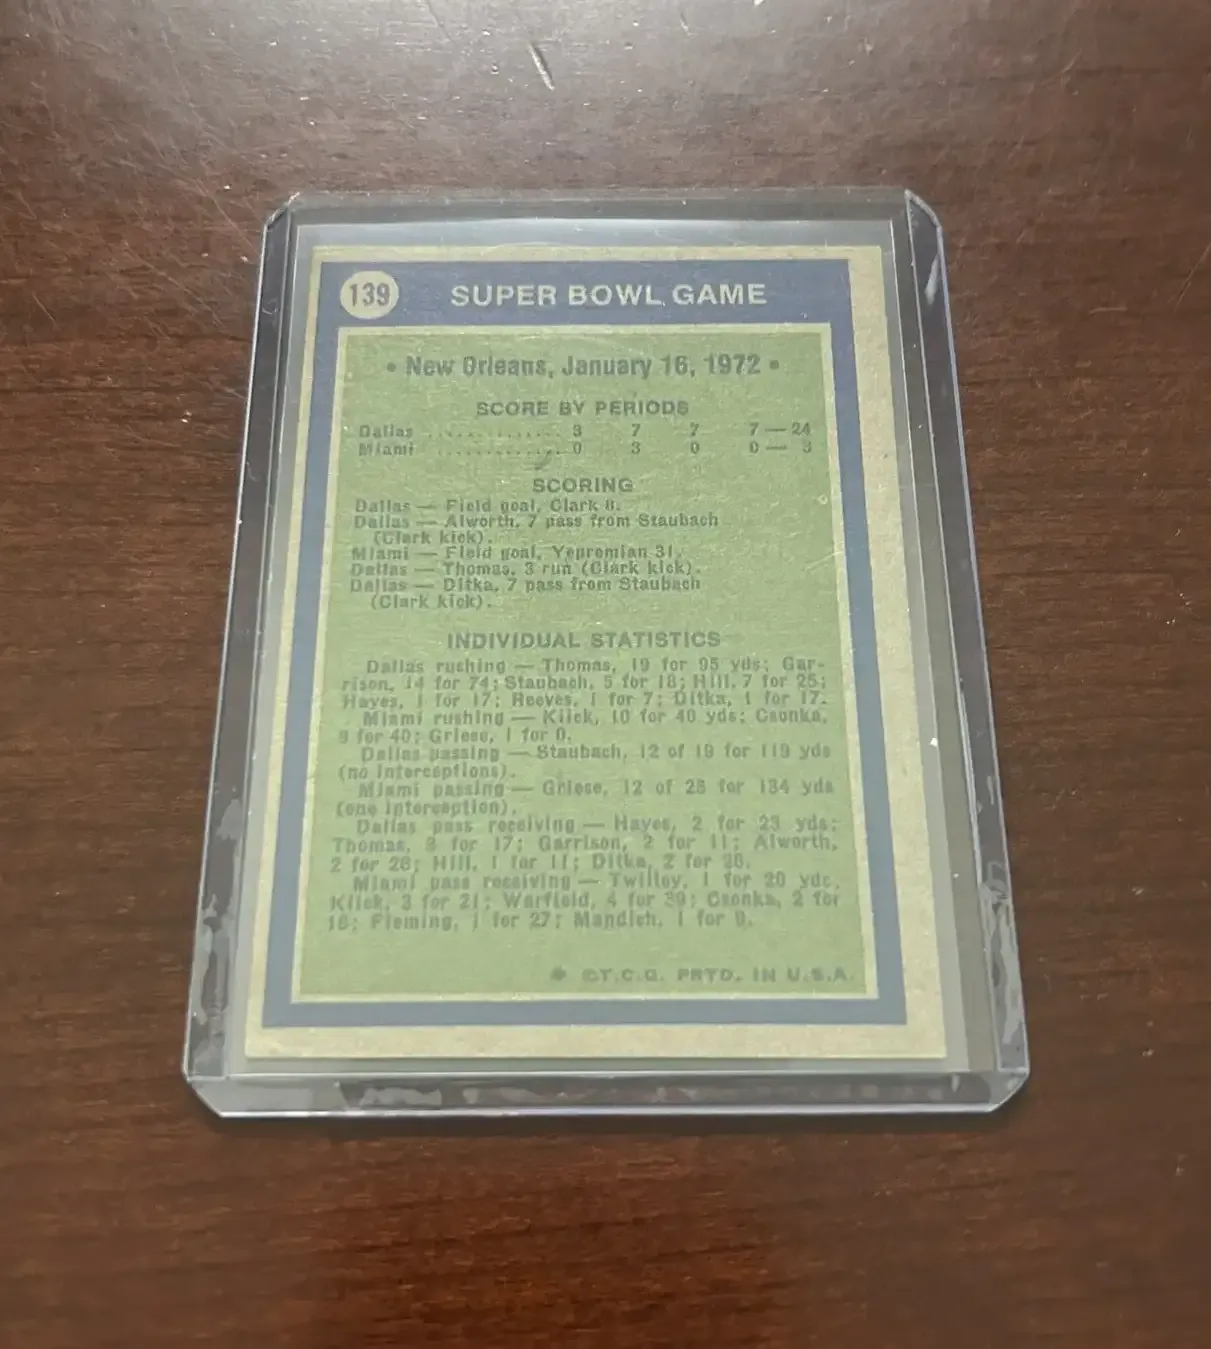 139 SUPER BOWL GAME
• New Orleans, January 16, 1972 •
SCORE BY PERIODS
Dallas .............. 3 7 7 7 — 24
Miami .............. 0 3 0 0 — 3
SCORING
Dallas — Field goal, Clark 8.
Dallas — Alworth, 7 pass from Staubach
(Clark kick).
Miami — Field goal, Yepremian 31.
Dallas — Thomas, 3 run (Clark kick).
Dallas — Ditka, 7 pass from Staubach
(Clark kick).
INDIVIDUAL STATISTICS
Dallas rushing — Thomas, 19 for 95 yds; Gar-
rison, 14 for 74; Staubach, 5 for 18; Hill, 7 for 25;
Hayes, 1 for 17; Reeves, 1 for 7; Ditka, 1 for 17.
Miami rushing — Kiick, 10 for 40 yds; Csonka,
9 for 40; Griese, 1 for 0.
Dallas passing — Staubach, 12 of 19 for 119 yds
(no interceptions).
Miami passing — Griese, 12 of 23 for 134 yds
(one interception).
Dallas pass receiving — Hayes, 2 for 23 yds;
Thomas, 3 for 17; Garrison, 2 for 11; Alworth,
2 for 28; Hill, 1 for 11; Ditka, 2 for 28.
Miami pass receiving — Twilley, 1 for 20 yds,
Kiick, 3 for 21; Warfield, 4 for 39; Csonka, 2 for
18; Fleming, 1 for 27; Mandich, 1 for 9.
* ©T.C.G. PRTD. IN U.S.A.